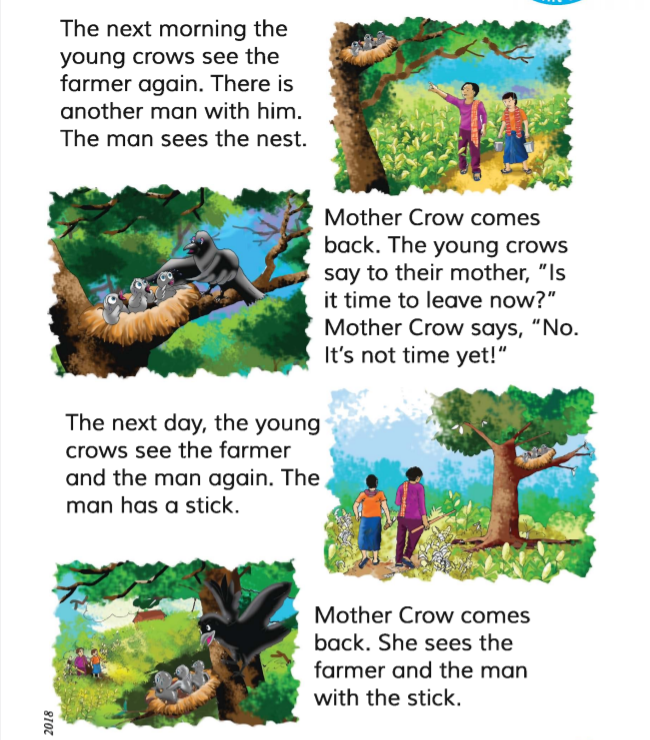 The next morning the
young crows see the
farmer again. There is
another man with him.
The man sees the nest.
Mother Crow comes
back. The young crows
say to their mother, “Is
it time to leave now?”
Mother Crow says, “No.
It’s not time yet!“
The next day, the young
crows see the farmer
and the man again. The
man has a stick.
Mother Crow comes
back. She sees the
farmer and the man
with the stick.
2018